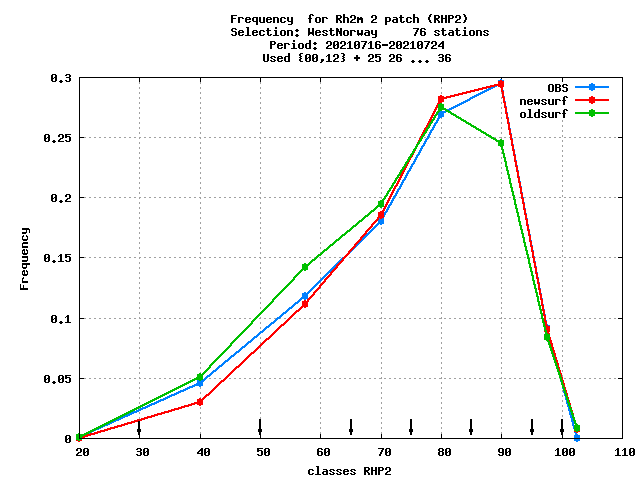 Frequency  for Rh2m 2 patch (RHP2)
Selection: WestNorway     76 stations
Period: 20210716-20210724
Used {00,12} + 25 26 ... 36
0.3
0.25
0.2
0.15
0.1
0.05
0
Frequency
OBS
newsurf
oldsurf
20 30 40 50 60 70 80 90 100 110
classes RHP2